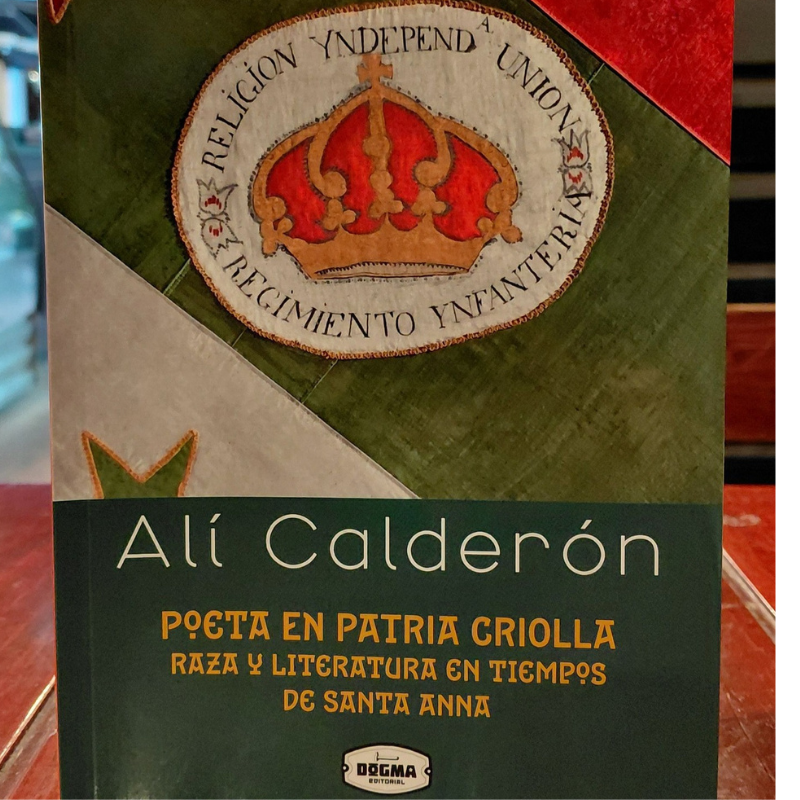 RELIGION YNDEPENDA UNION
REGIMIENTO YNFANTERIA
Alí Calderón
POETA EN PATRIA CRIOLLA
RAZA Y LITERATURA EN TIEMPOS
DE SANTA ANNA
DOGMA
EDITORIAL